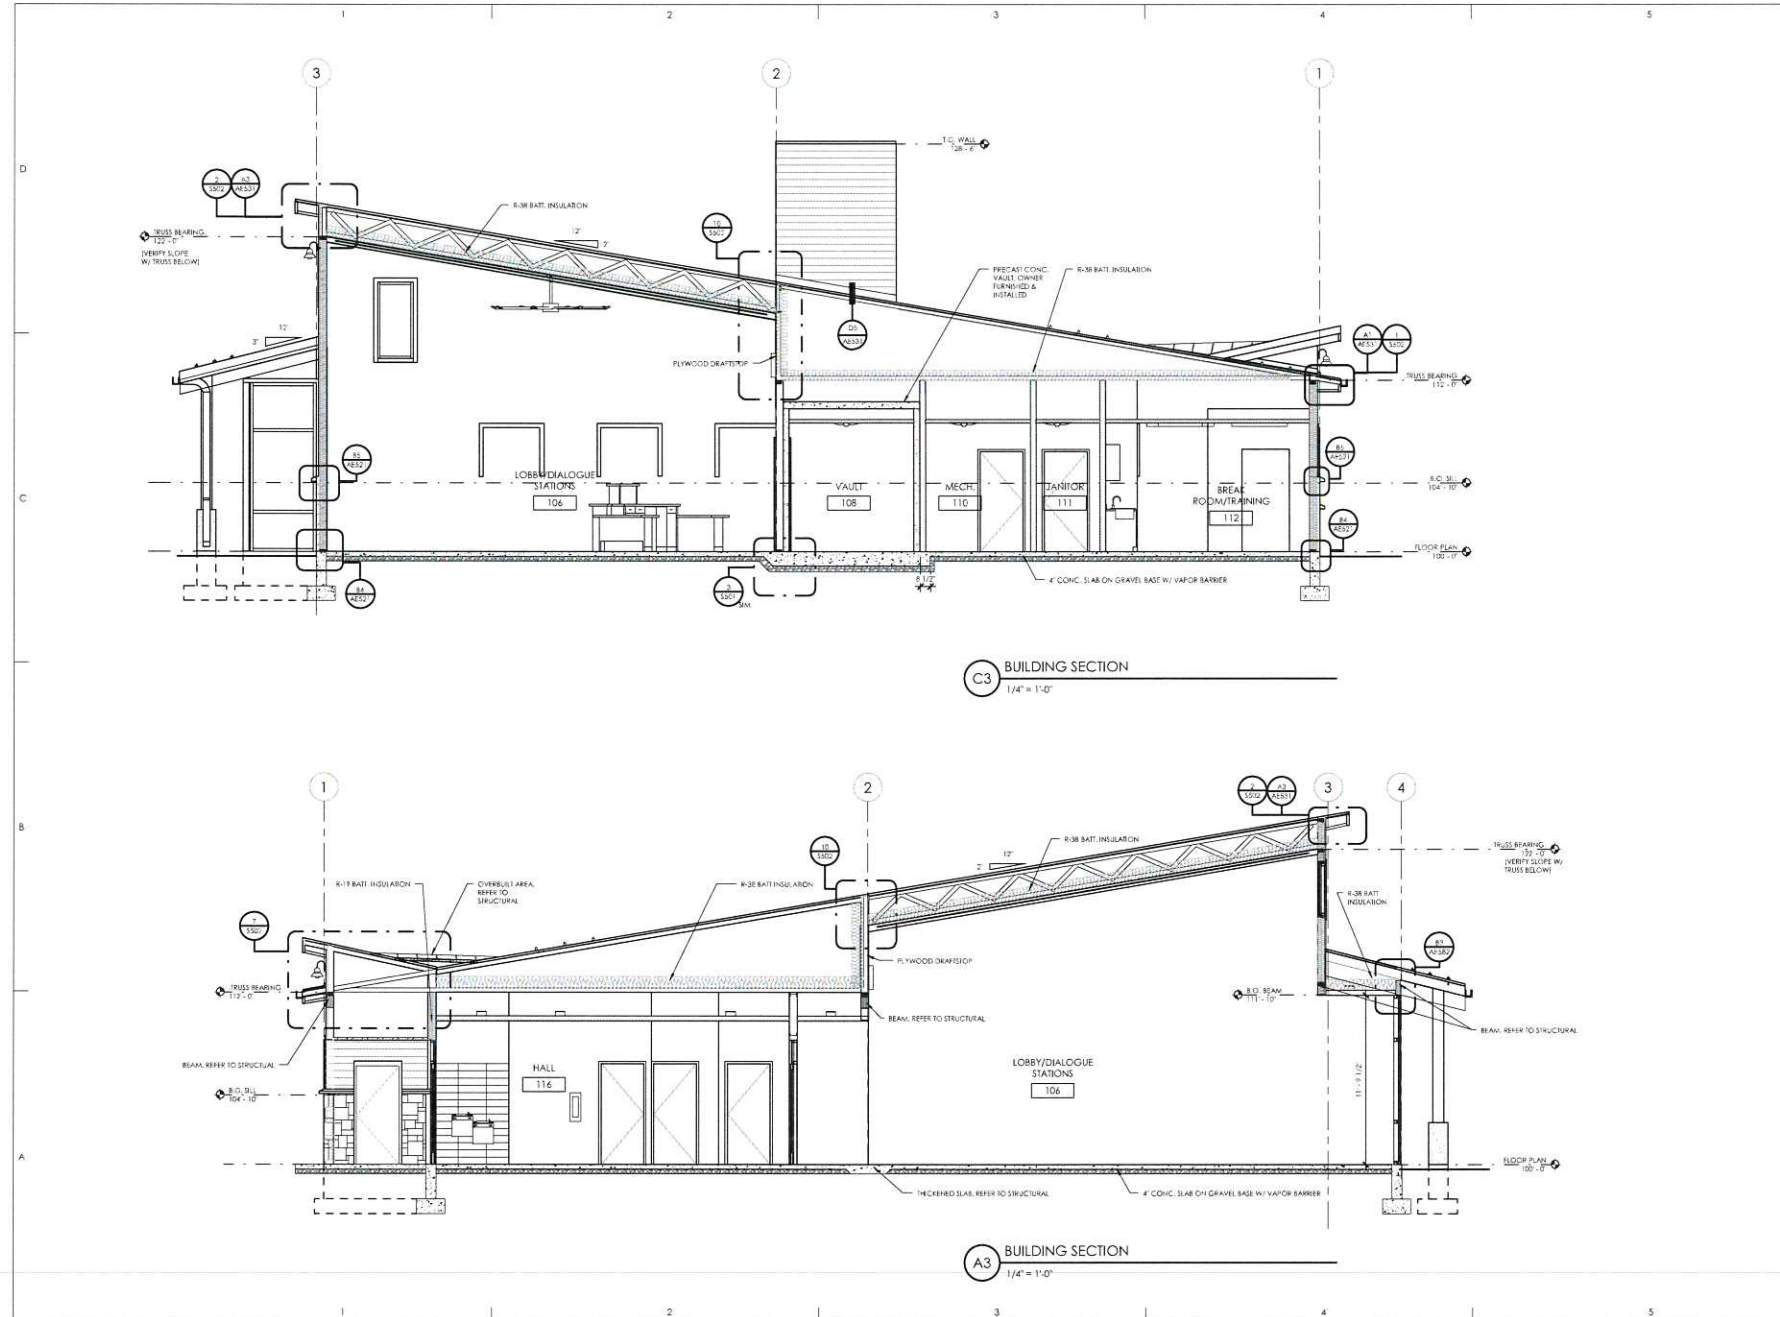 1
2
3
4
5
D
C
B
A
3
2
1
T.O. WALL
128' - 6"
2
S502
A3
AE531
R-38 BATT. INSULATION
TRUSS BEARING
122' - 0"
(VERIFY SLOPE
W/ TRUSS BELOW)
12"
2"
10
S502
PRECAST CONC.
VAULT, OWNER
FURNISHED &
INSTALLED
R-38 BATT. INSULATION
12"
3"
D5
AE531
A1
AE531
1
S502
PLYWOOD DRAFTSTOP
TRUSS BEARING
112' - 0"
B5
AE521
B5
AE521
LOBBY/DIALOGUE
STATIONS
106
VAULT
108
MECH.
110
JANITOR
111
BREAK
ROOM/TRAINING
112
B.O. SILL
104' - 10"
B4
AE521
FLOOR PLAN
100' - 0"
8 1/2"
4" CONC. SLAB ON GRAVEL BASE W/ VAPOR BARRIER
B4
AE521
3
S501
SIM
C3
BUILDING SECTION
1/4" = 1'-0"
1
2
3
4
2
S502
A3
AE531
10
S502
R-38 BATT. INSULATION
12"
2"
TRUSS BEARING
122' - 0"
(VERIFY SLOPE W/
TRUSS BELOW)
R-19 BATT. INSULATION
OVERBUILT AREA,
REFER TO
STRUCTURAL
R-38 BATT INSULATION
R-38 BATT
INSULATION
7
S502
PLYWOOD DRAFTSTOP
TRUSS BEARING
112' - 0"
B.O. BEAM
111' - 10"
BEAM, REFER TO STRUCTURAL
BEAM, REFER TO STRUCTURAL
BEAM, REFER TO STRUCTUAL
HALL
116
LOBBY/DIALOGUE
STATIONS
106
11' - 9 1/2"
B.O. SILL
104' - 10"
FLOOR PLAN
100' - 0"
THICKENED SLAB, REFER TO STRUCTURAL
4" CONC. SLAB ON GRAVEL BASE W/ VAPOR BARRIER
A3
BUILDING SECTION
1/4" = 1'-0"
1
2
3
4
5